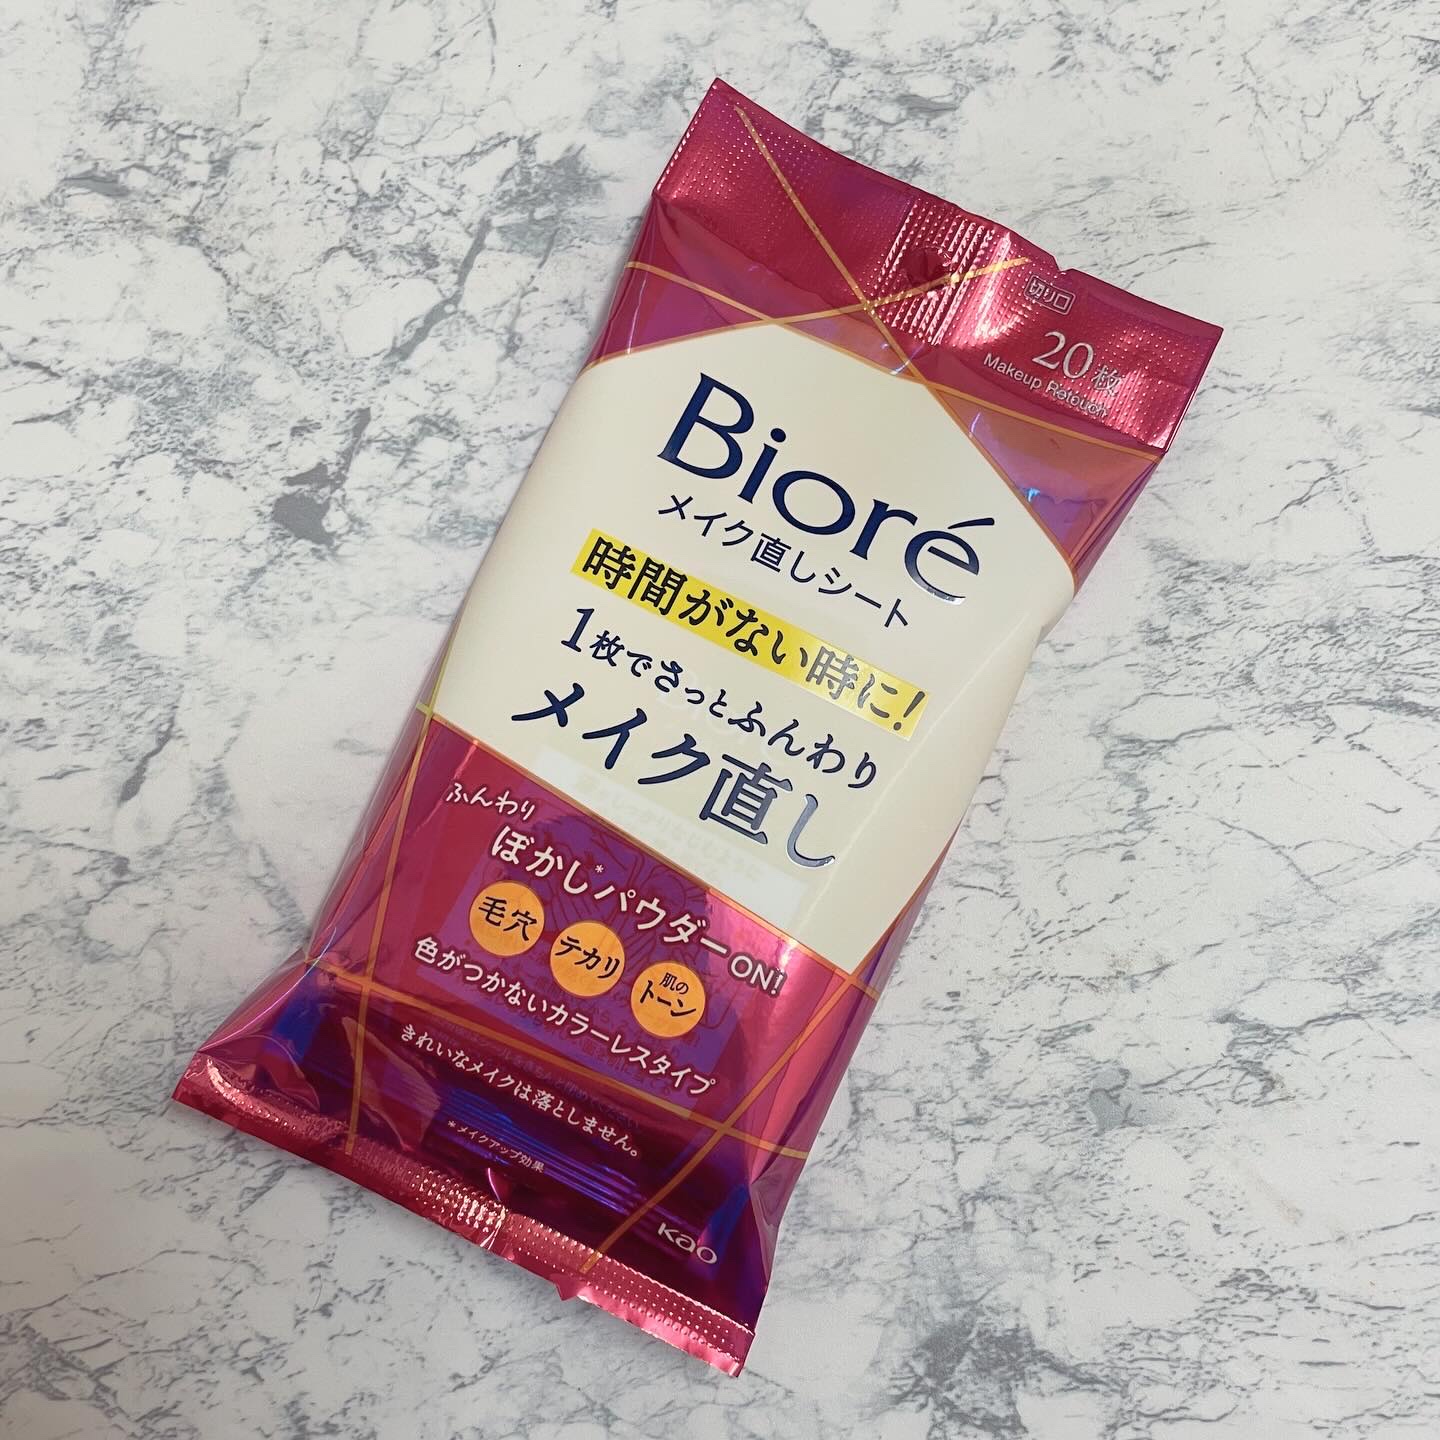 切り口
20枚
Makeup Retouch
Bioré
メイク直しシート
時間がない時に!
1枚でさっとふんわり
メイク直し
ふんわり
ぼかし*パウダーON!
毛穴
テカリ
肌の
トーン
色がつかないカラーレスタイプ
きれいなメイクは落としません。
*メイクアップ効果
Kao